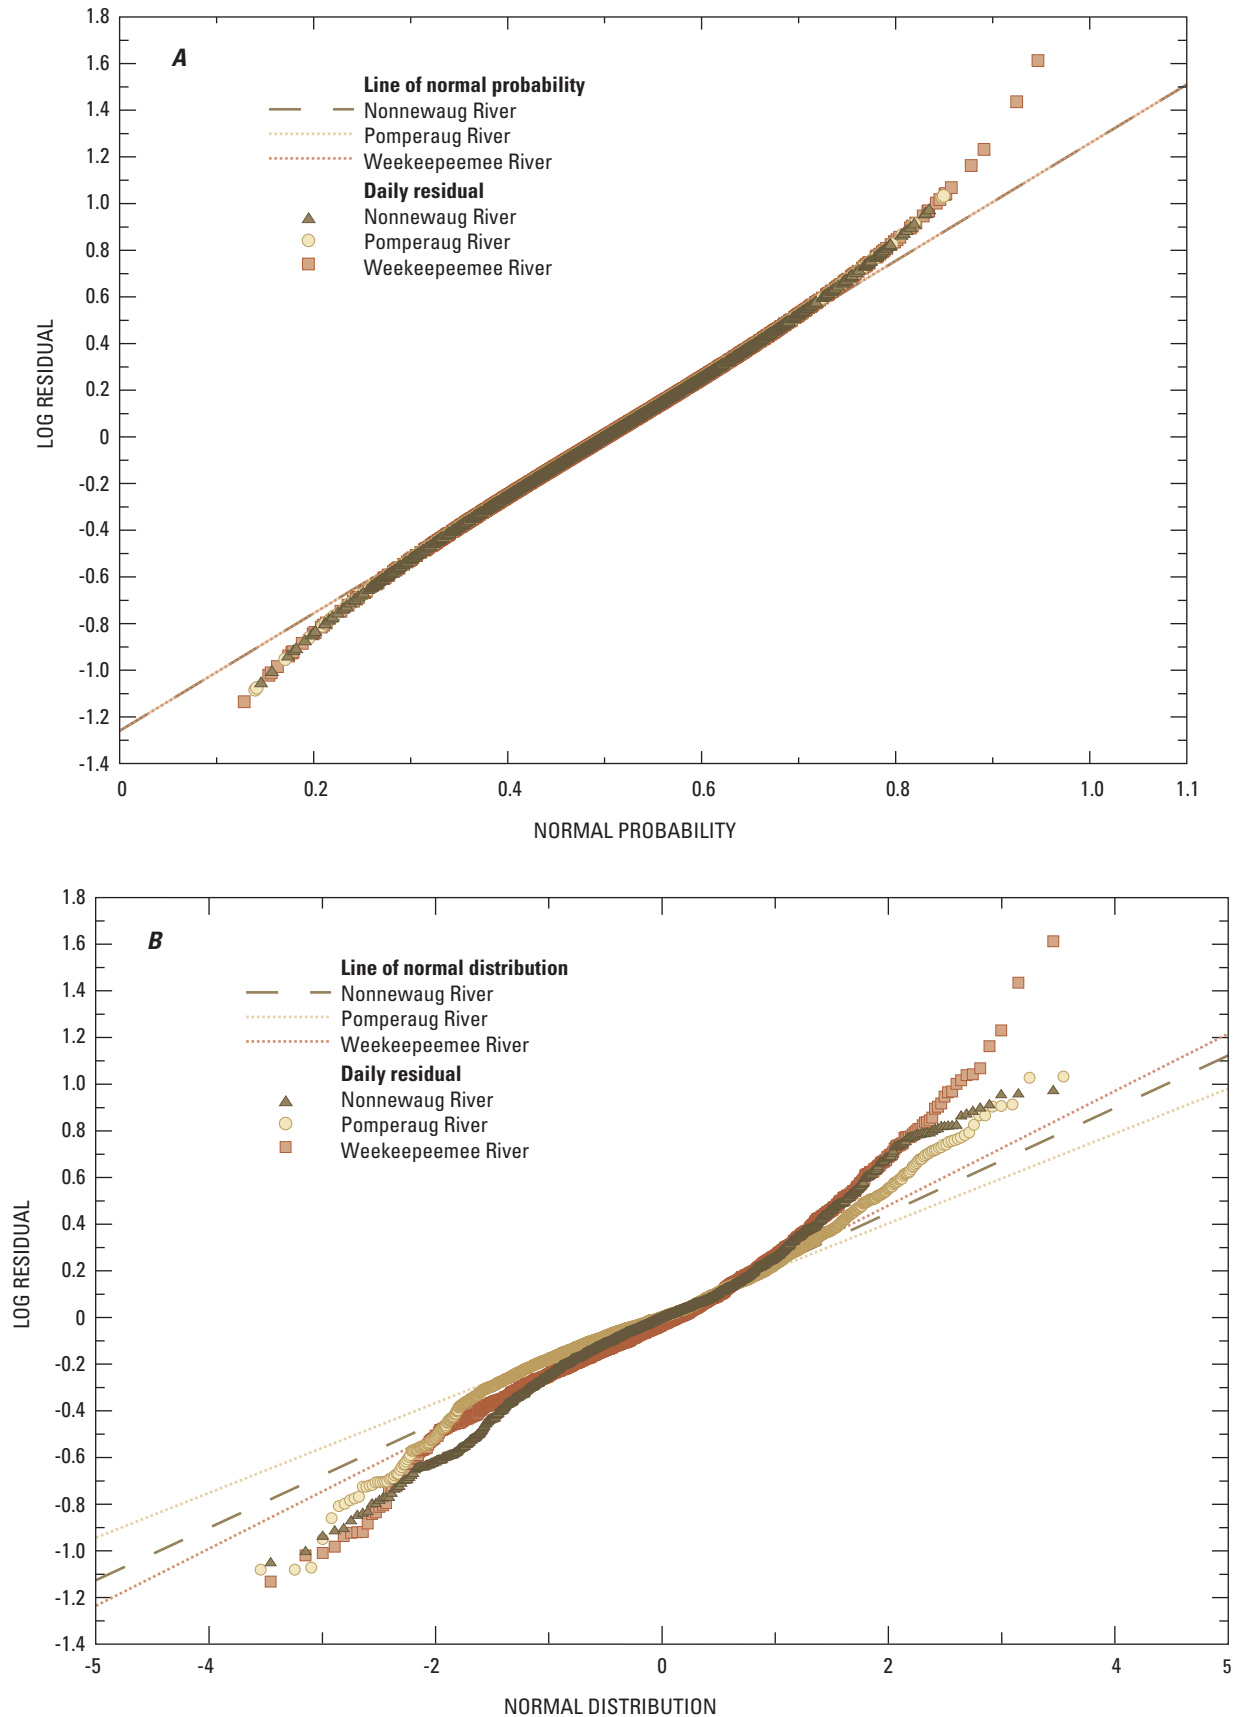 A
Line of normal probability
Nonnewaug River
Pomperaug River
Weekeepeemee River
Daily residual
Nonnewaug River
Pomperaug River
Weekeepeemee River
1.8
1.6
1.4
1.2
1.0
0.8
0.6
0.4
0.2
0
-0.2
-0.4
-0.6
-0.8
-1.0
-1.2
-1.4
LOG RESIDUAL
0 0.2 0.4 0.6 0.8 1.0 1.1
NORMAL PROBABILITY
B
Line of normal distribution
Nonnewaug River
Pomperaug River
Weekeepeemee River
Daily residual
Nonnewaug River
Pomperaug River
Weekeepeemee River
1.8
1.6
1.4
1.2
1.0
0.8
0.6
0.4
0.2
0
-0.2
-0.4
-0.6
-0.8
-1.0
-1.2
-1.4
LOG RESIDUAL
-5 -4 -2 0 2 4 5
NORMAL DISTRIBUTION